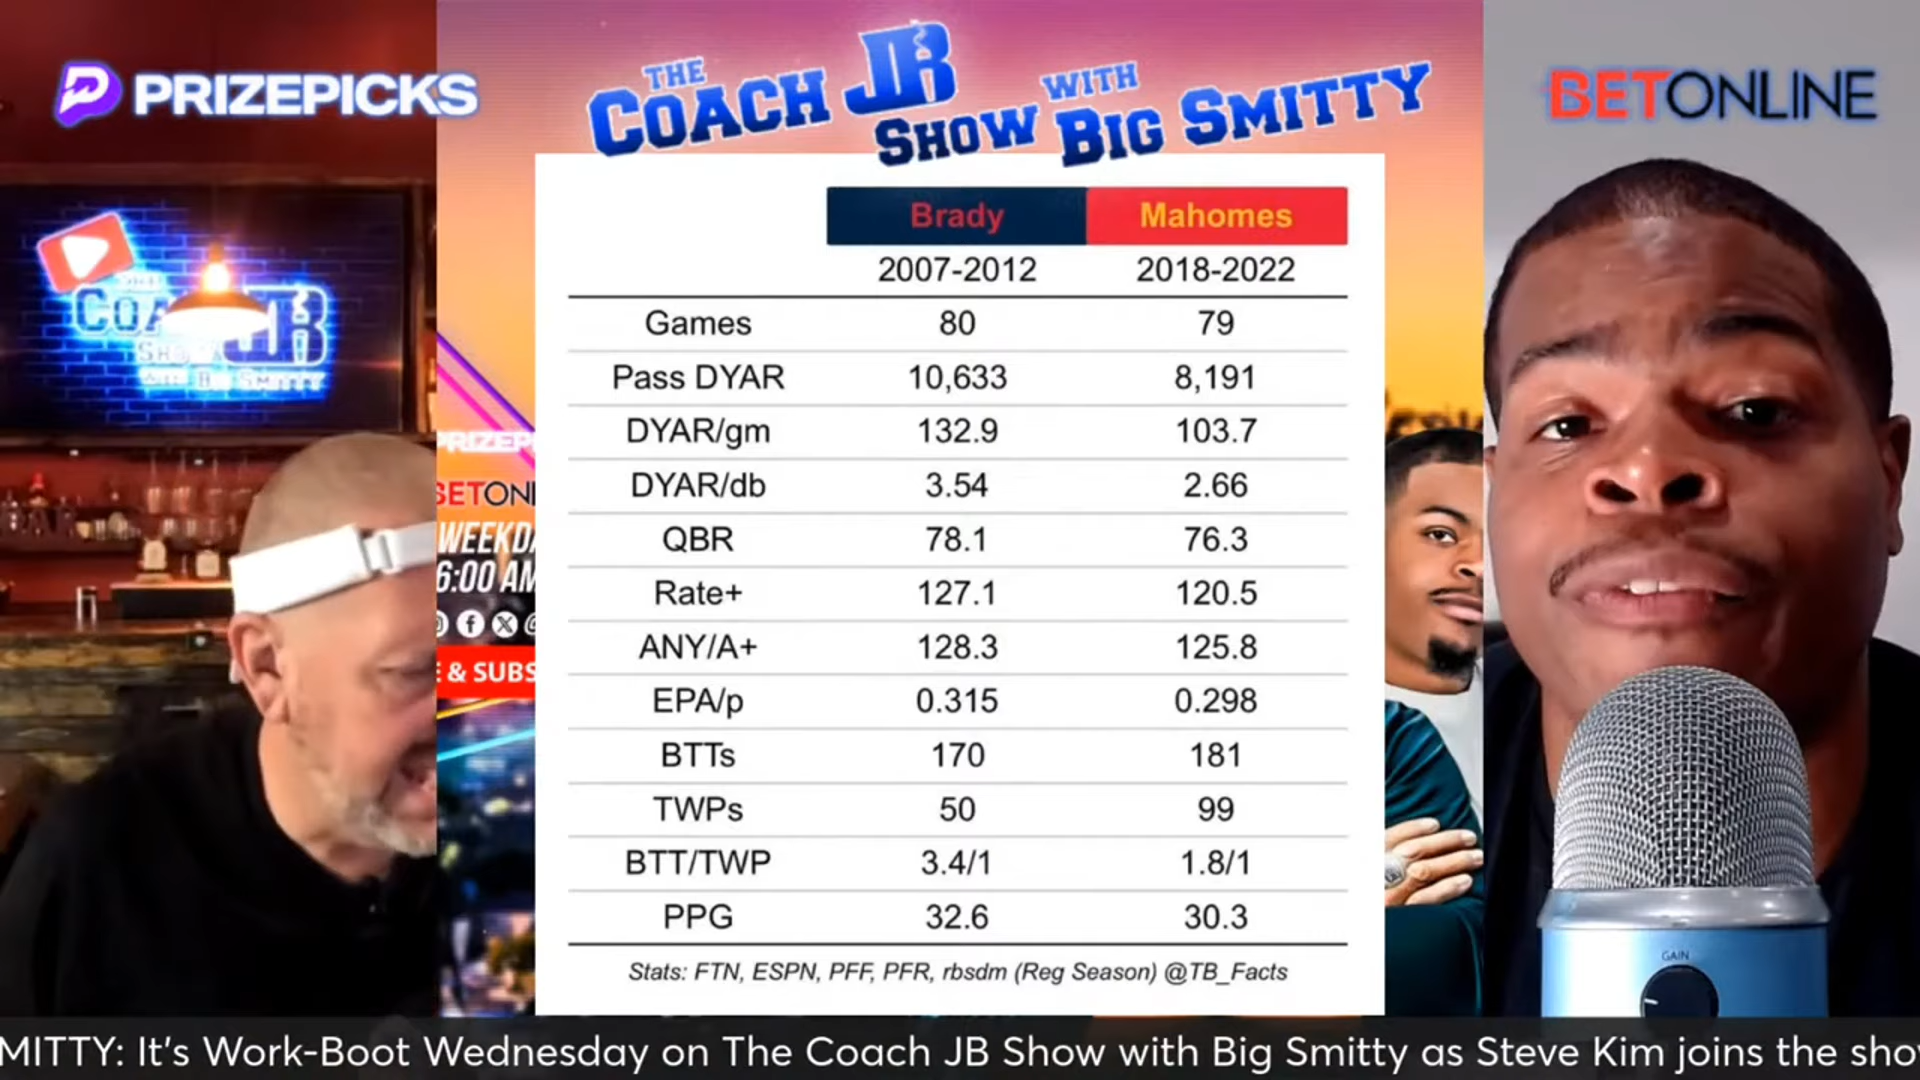 PRIZEPICKS
THE COACH JB SHOW WITH BIG SMITTY
BETONLINE
Brady Mahomes
2007-2012 2018-2022
Games 80 79
Pass DYAR 10,633 8,191
DYAR/gm 132.9 103.7
DYAR/db 3.54 2.66
QBR 78.1 76.3
Rate+ 127.1 120.5
ANY/A+ 128.3 125.8
EPA/p 0.315 0.298
BTTs 170 181
TWPs 50 99
BTT/TWP 3.4/1 1.8/1
PPG 32.6 30.3
Stats: FTN, ESPN, PFF, PFR, rbsdm (Reg Season) @TB_Facts
PRIZEP
BETONL
WEEKDA
6:00 AM
E & SUBS
GAIN
MITTY: It's Work-Boot Wednesday on The Coach JB Show with Big Smitty as Steve Kim joins the sho